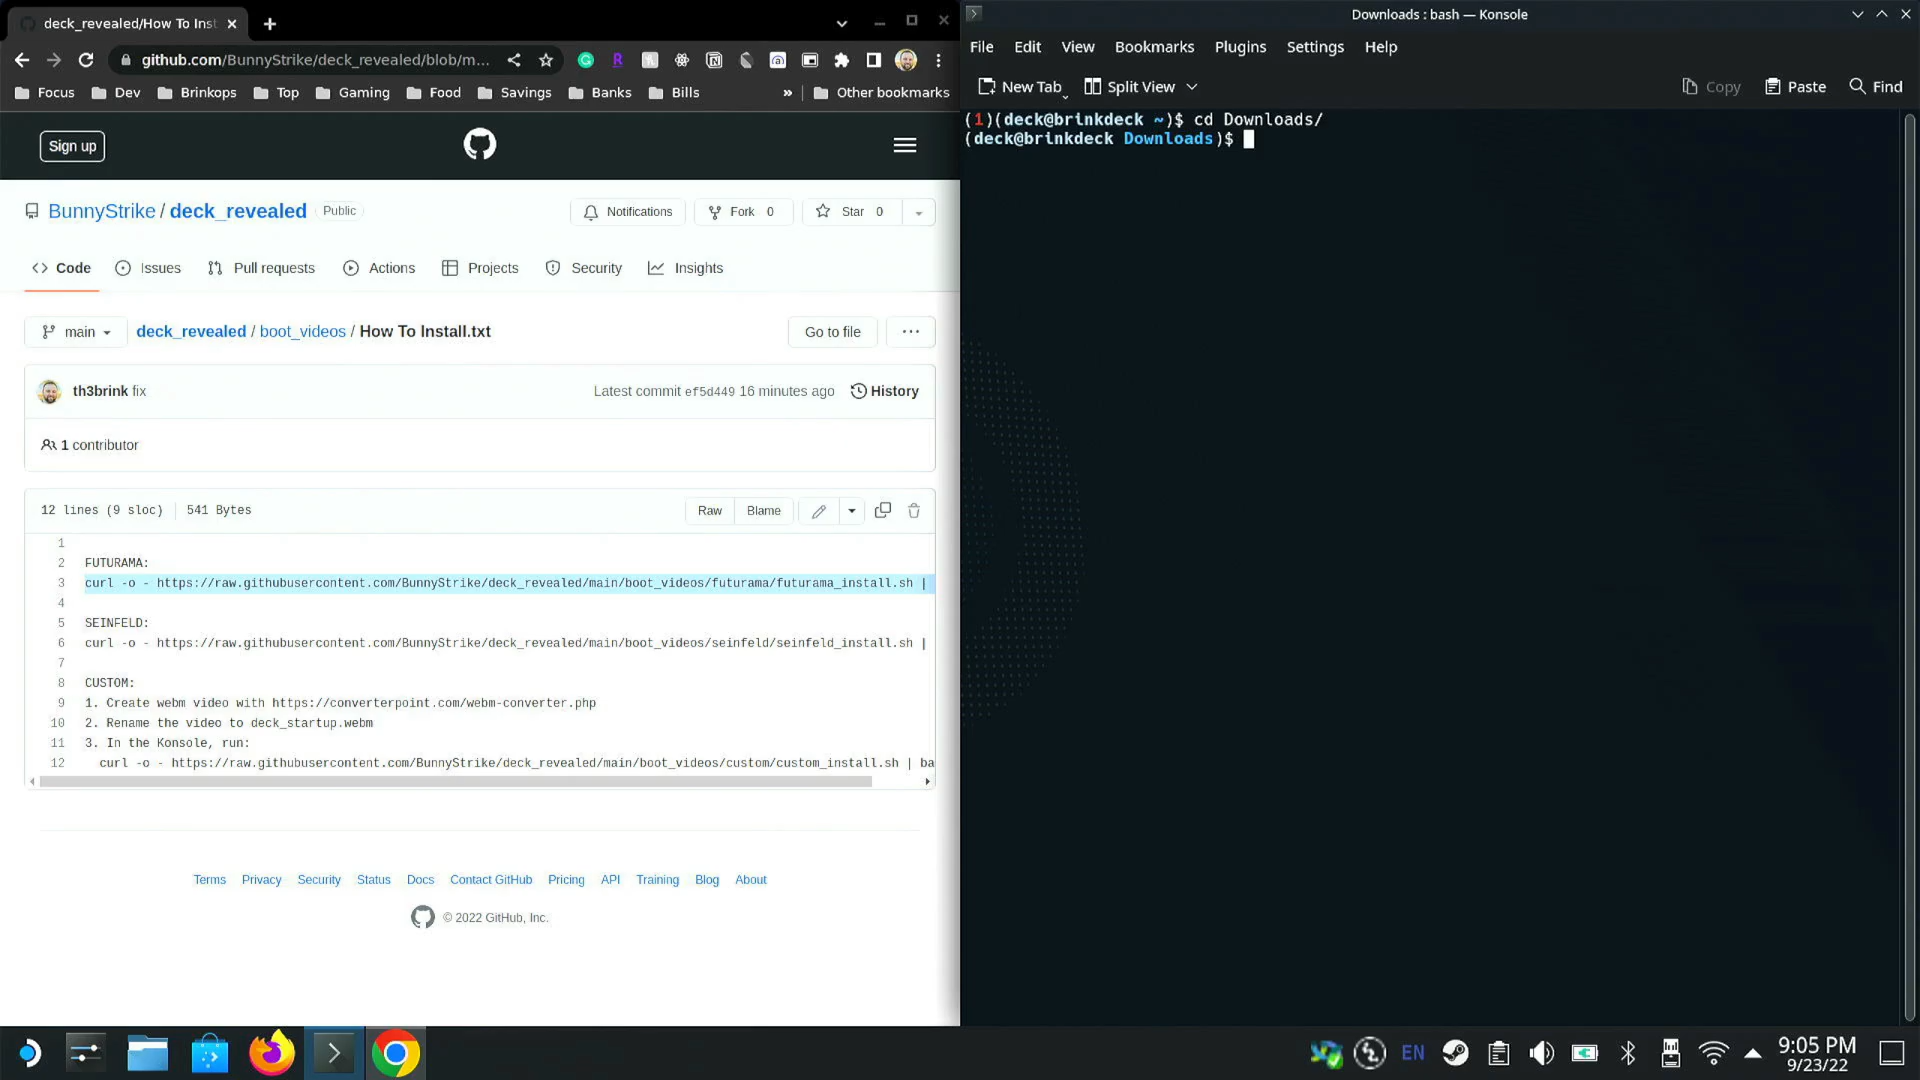 deck_revealed/How To Inst
github.com/BunnyStrike/deck_revealed/blob/m...
Focus Dev Brinkops Top Gaming Food Savings Banks Bills » Other bookmarks
Sign up
BunnyStrike / deck_revealed Public
Notifications Fork 0 Star 0
Code Issues Pull requests Actions Projects Security Insights
main deck_revealed / boot_videos / How To Install.txt Go to file ...
th3brink fix Latest commit ef5d449 16 minutes ago History
1 contributor
12 lines (9 sloc) 541 Bytes Raw Blame
1
2 FUTURAMA:
3 curl -o - https://raw.githubusercontent.com/BunnyStrike/deck_revealed/main/boot_videos/futurama/futurama_install.sh |
4
5 SEINFELD:
6 curl -o - https://raw.githubusercontent.com/BunnyStrike/deck_revealed/main/boot_videos/seinfeld/seinfeld_install.sh |
7
8 CUSTOM:
9 1. Create webm video with https://converterpoint.com/webm-converter.php
10 2. Rename the video to deck_startup.webm
11 3. In the Konsole, run:
12 curl -o - https://raw.githubusercontent.com/BunnyStrike/deck_revealed/main/boot_videos/custom/custom_install.sh | ba
Terms Privacy Security Status Docs Contact GitHub Pricing API Training Blog About
© 2022 GitHub, Inc.
Downloads : bash — Konsole
File Edit View Bookmarks Plugins Settings Help
New Tab Split View Copy Paste Find
(1)(deck@brinkdeck ~)$ cd Downloads/
(deck@brinkdeck Downloads)$
EN
9:05 PM
9/23/22